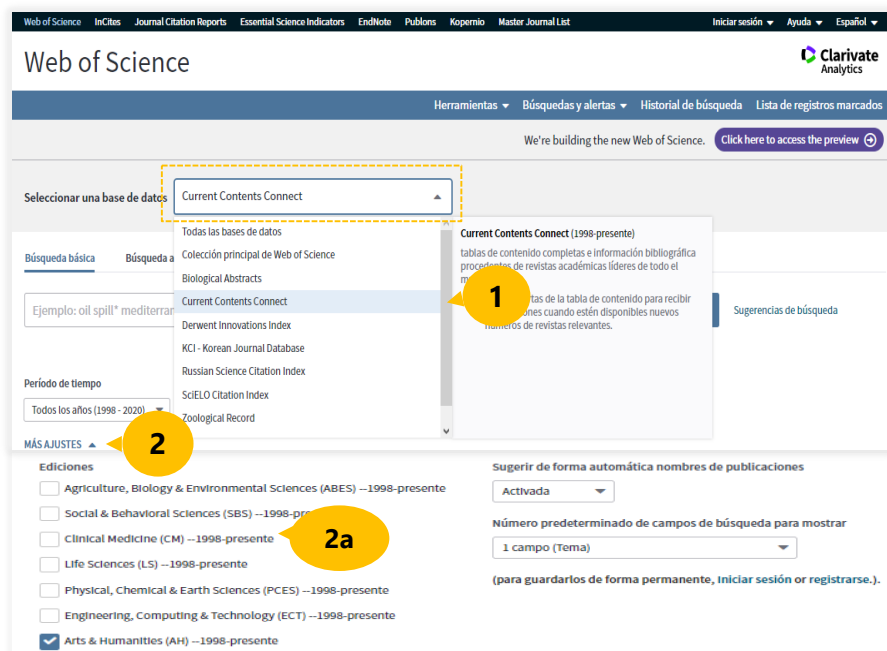 Web of Science InCites Journal Citation Reports Essential Science Indicators EndNote Publons Kopernio Master Journal List Iniciar sesión Ayuda Español
Web of Science
Clarivate
Analytics
Herramientas Búsquedas y alertas Historial de búsqueda Lista de registros marcados
We're building the new Web of Science. Click here to access the preview
Seleccionar una base de datos Current Contents Connect
Todas las bases de datos
Colección principal de Web of Science
Biological Abstracts
Current Contents Connect
Derwent Innovations Index
KCI - Korean Journal Database
Russian Science Citation Index
SciELO Citation Index
Zoological Record
Current Contents Connect (1998-presente)
tablas de contenido completas e información bibliográfica
de revistas académicas líderes de todo el
de la tabla de contenido para recibir
cuando estén disponibles nuevos
números de revistas relevantes.
1
Búsqueda básica Búsqueda a
Ejemplo: oil spill* mediterran
Sugerencias de búsqueda
Período de tiempo
Todos los años (1998 - 2020)
MÁS AJUSTES
2
Ediciones
Agriculture, Biology & Environmental Sciences (ABES) --1998-presente
Social & Behavioral Sciences (SBS) --1998-pre
Clinical Medicine (CM) --1998-presente
2a
Life Sciences (LS) --1998-presente
Physical, Chemical & Earth Sciences (PCES) --1998-presente
Engineering, Computing & Technology (ECT) --1998-presente
Arts & Humanities (AH) --1998-presente
Sugerir de forma automática nombres de publicaciones
Activada
Número predeterminado de campos de búsqueda para mostrar
1 campo (Tema)
(para guardarlos de forma permanente, Iniciar sesión or registrarse.).